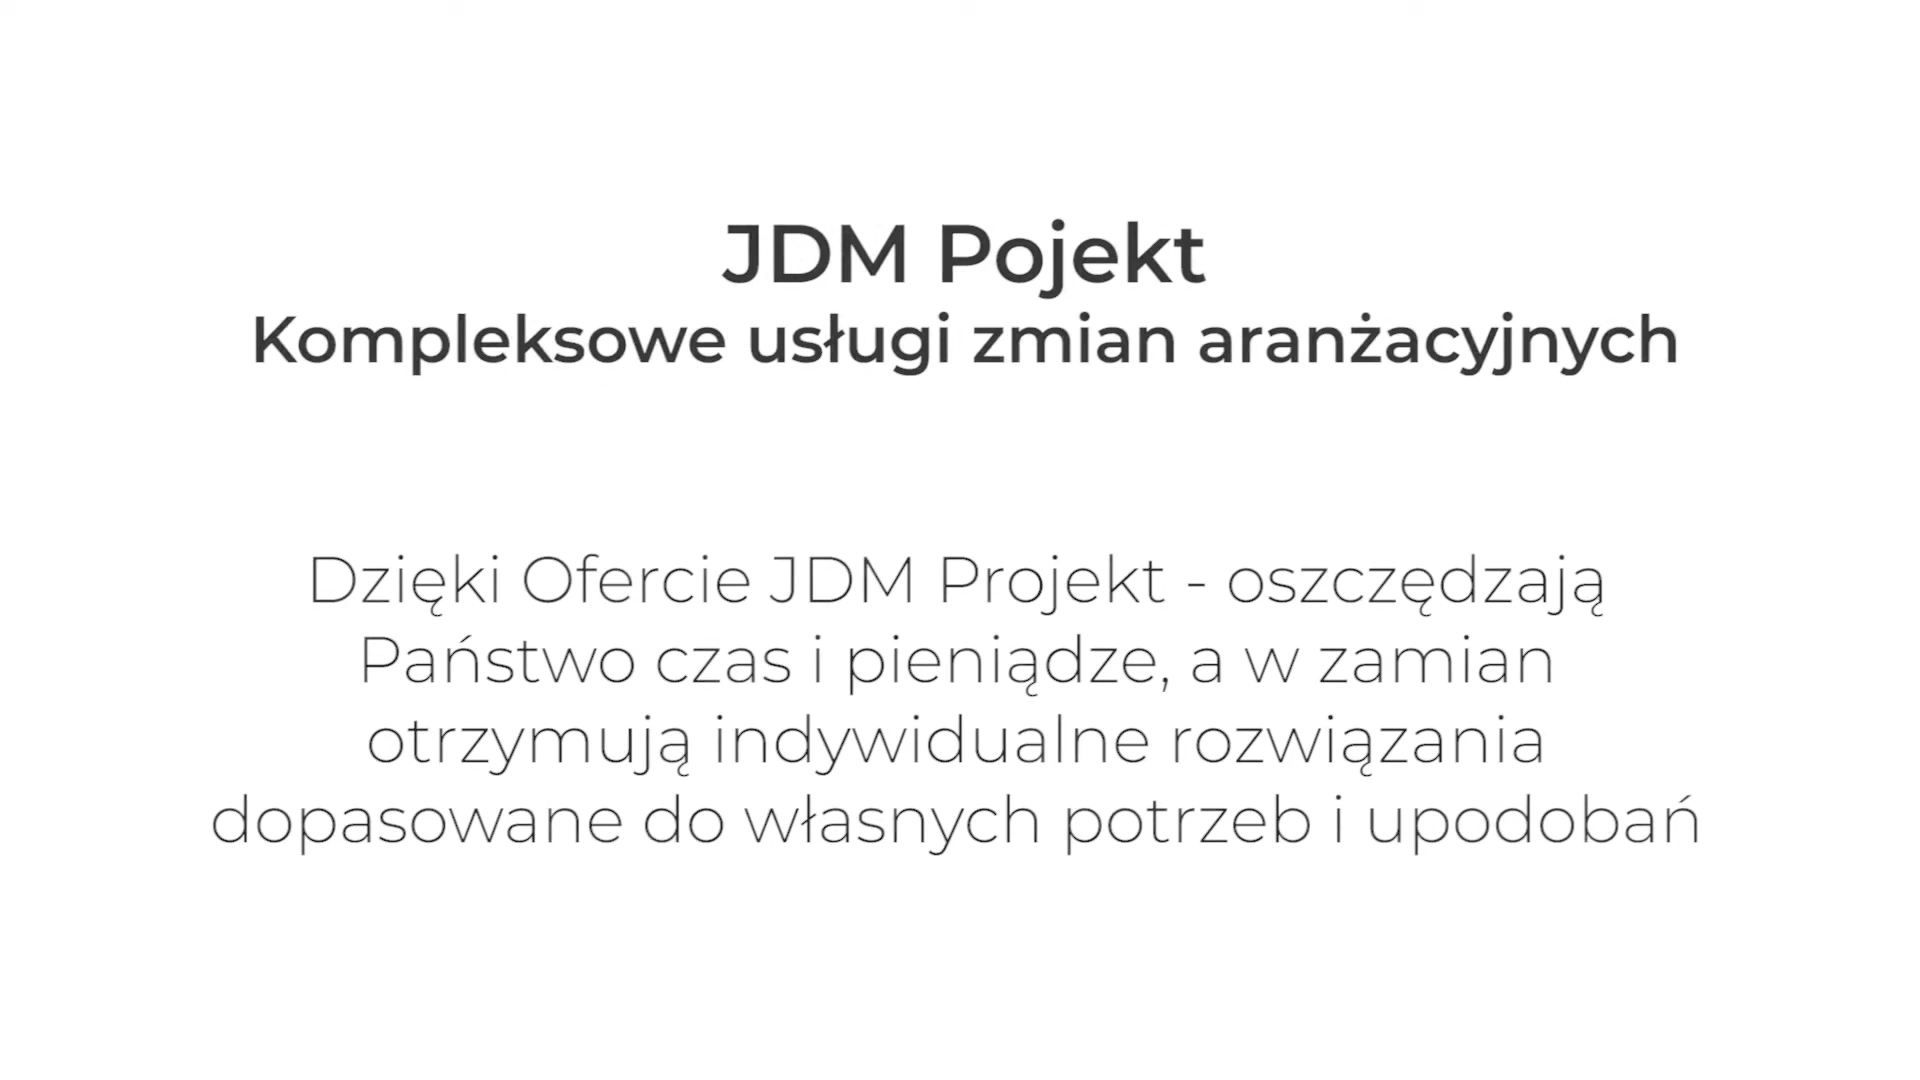 JDM Pojekt
Kompleksowe usługi zmian aranżacyjnych
Dzięki Ofercie JDM Projekt - oszczędzają
Państwo czas i pieniądze, a w zamian
otrzymują indywidualne rozwiązania
dopasowane do własnych potrzeb i upodobań